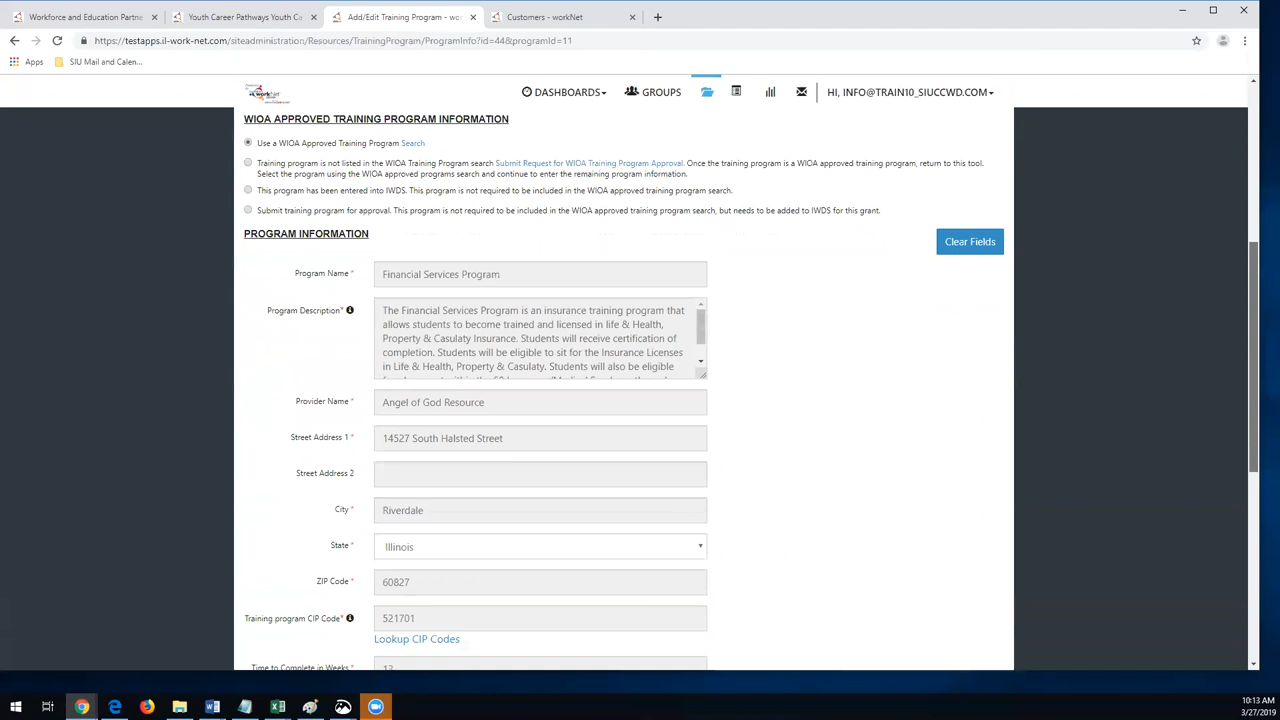 Workforce and Education Partne
Youth Career Pathways Youth Ca
Add/Edit Training Program - wo
Customers - workNet
https://testapps.il-work-net.com/siteadministration/Resources/TrainingProgram/ProgramInfo?id=44&programId=11
Apps
SIU Mail and Calen...
DASHBOARDS
GROUPS
HI, INFO@TRAIN10_SIUCCWD.COM
WIOA APPROVED TRAINING PROGRAM INFORMATION
Use a WIOA Approved Training Program Search
Training program is not listed in the WIOA Training Program search Submit Request for WIOA Training Program Approval. Once the training program is a WIOA approved training program, return to this tool.
Select the program using the WIOA approved programs search and continue to enter the remaining program information.
This program has been entered into IWDS. This program is not required to be included in the WIOA approved training program search.
Submit training program for approval. This program is not required to be included in the WIOA approved training program search, but needs to be added to IWDS for this grant.
PROGRAM INFORMATION
Clear Fields
Program Name * Financial Services Program
Program Description* The Financial Services Program is an insurance training program that
allows students to become trained and licensed in life & Health,
Property & Casulaty Insurance. Students will receive certification of
completion. Students will be eligible to sit for the Insurance Licenses
in Life & Health, Property & Casulaty. Students will also be eligible
Provider Name * Angel of God Resource
Street Address 1 * 14527 South Halsted Street
Street Address 2
City * Riverdale
State * Illinois
ZIP Code * 60827
Training program CIP Code* 521701
Lookup CIP Codes
Time to Complete in Weeks * 13
10:13 AM
3/27/2019